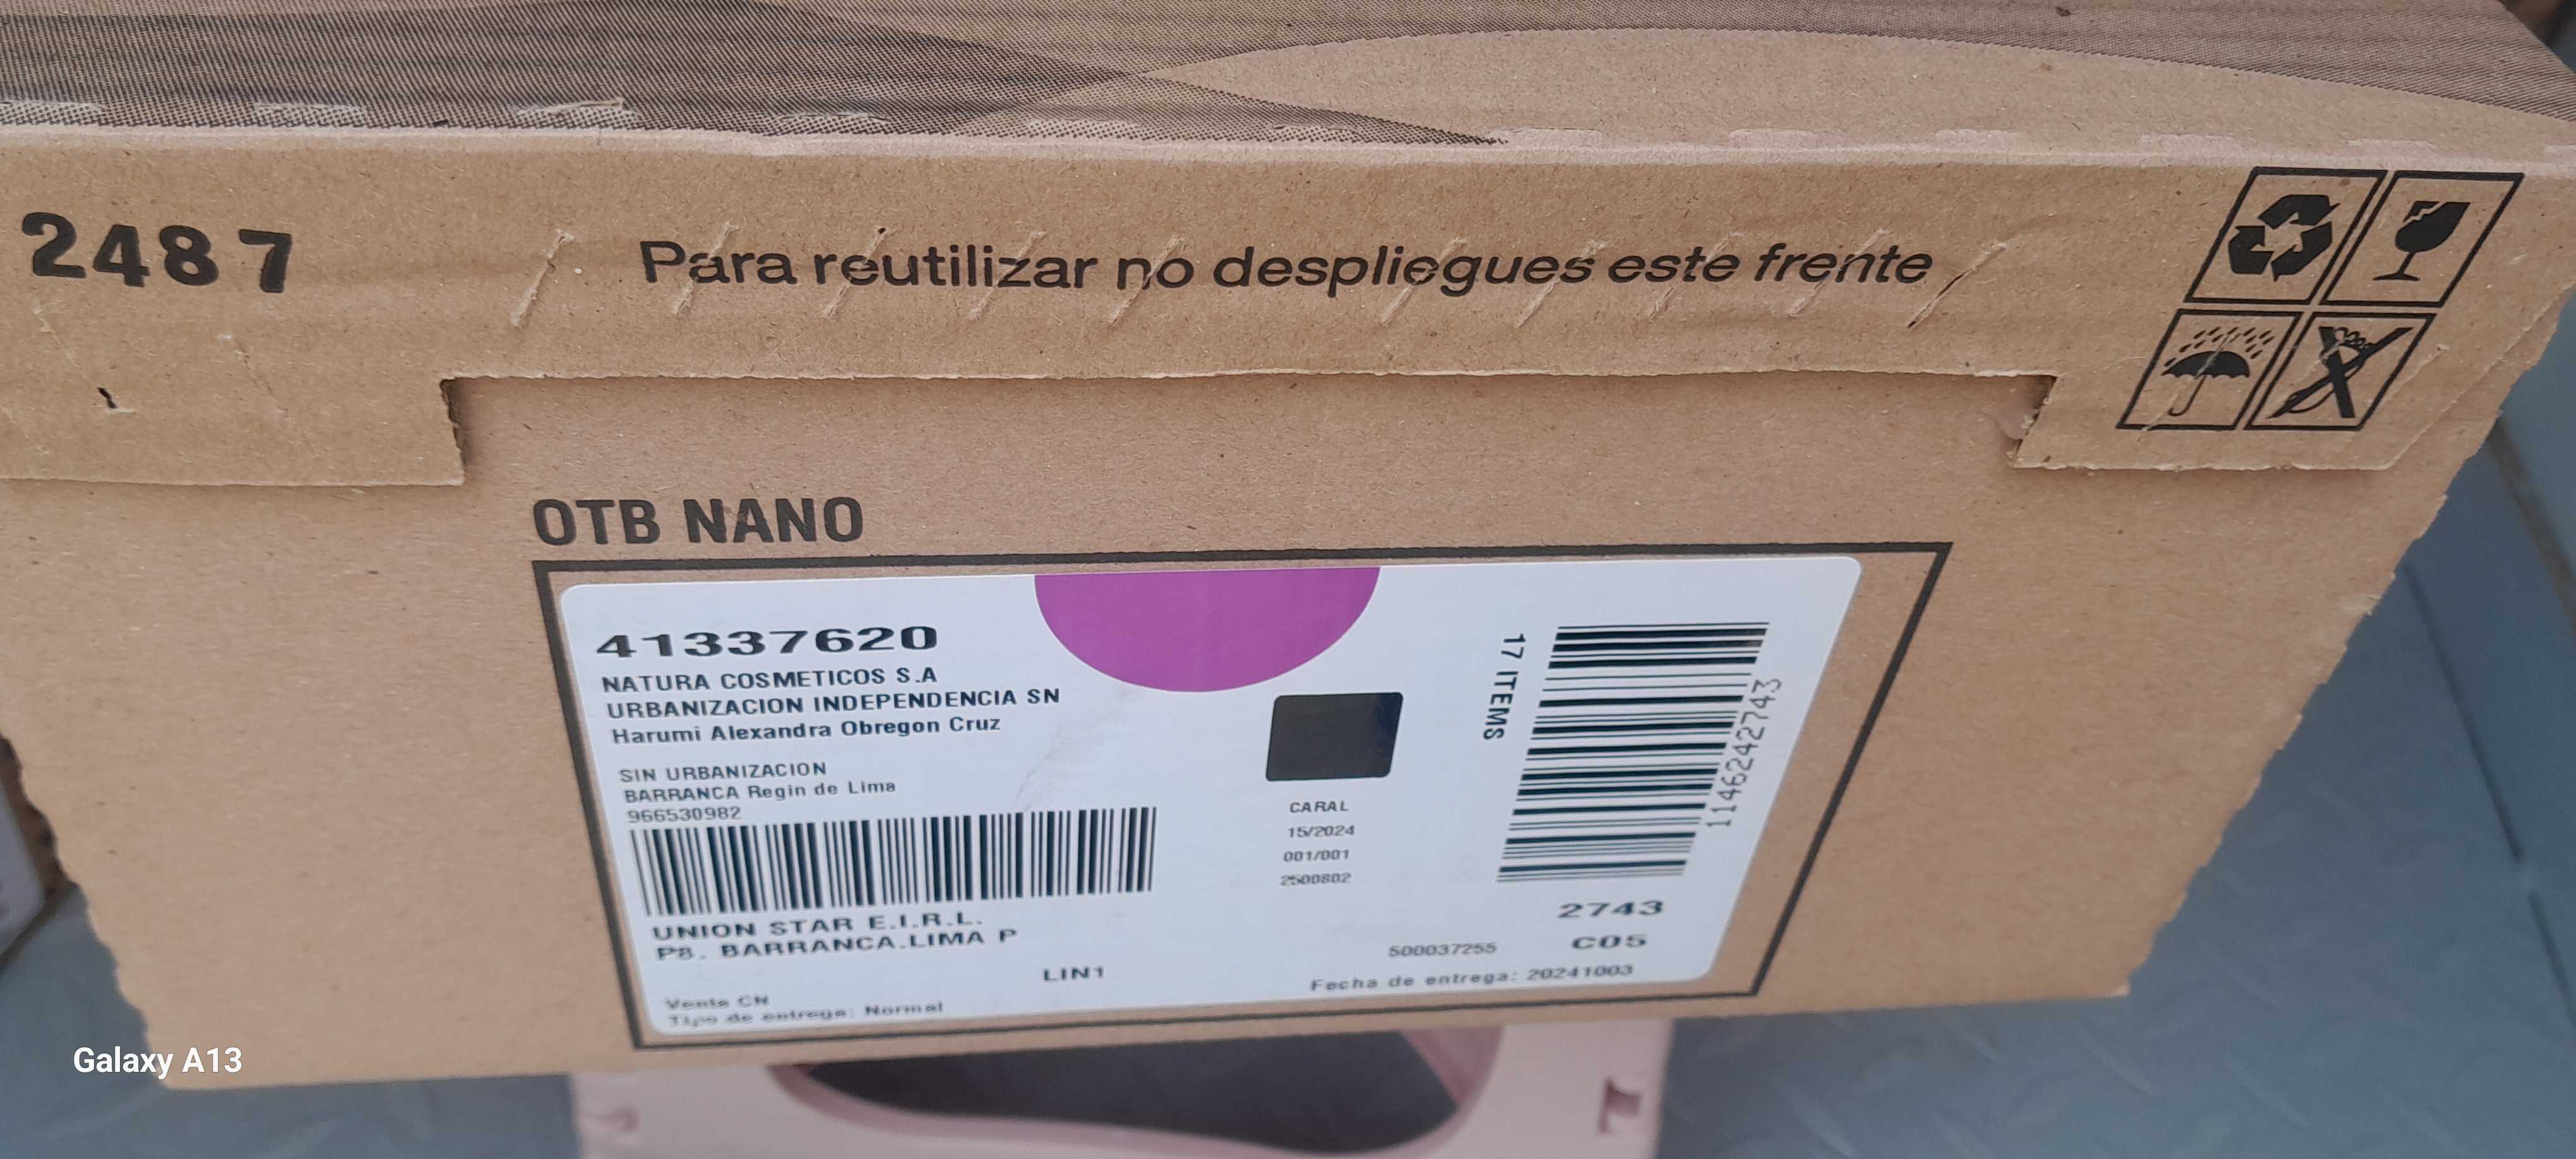 2487
Para reutilizar no despliegues este frente
OTB NANO
41337620
NATURA COSMETICOS S.A
URBANIZACION INDEPENDENCIA SN
Harumi Alexandra Obregon Cruz
SIN URBANIZACION
BARRANCA Regin de Lima
966530982
UNION STAR E.I.R.L.
P8. BARRANCA.LIMA P
LIN1
Venta CN
Tipo de entrega: Normal
CARAL
15/2024
001/001
2500802
17 ITEMS
1146242743
2743
C05
500037255
Fecha de entrega: 20241003
Galaxy A13